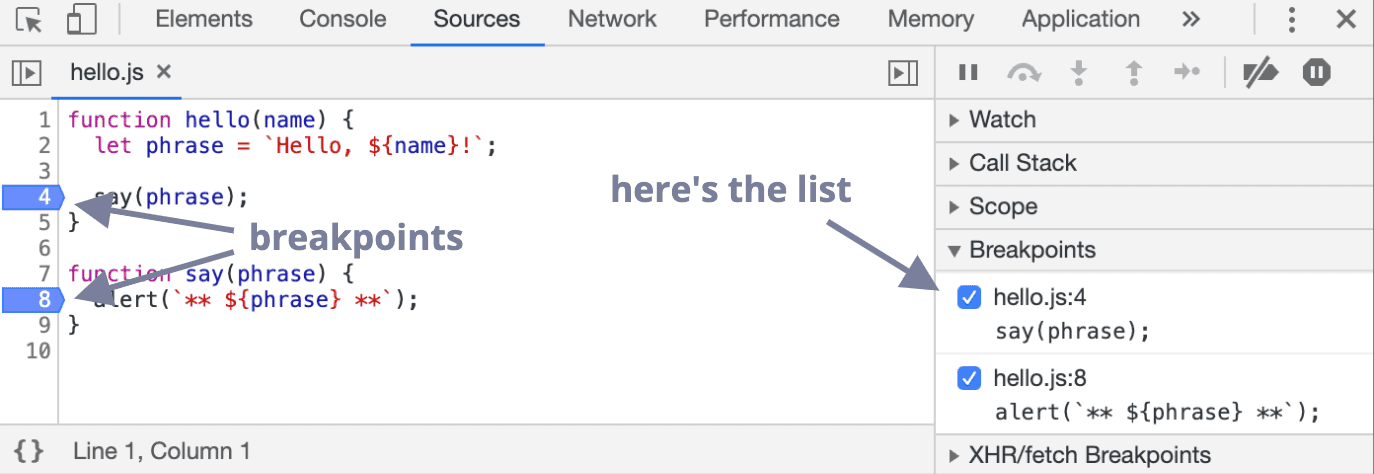 Elements Console Sources Network Performance Memory Application »
hello.js ×
1 function hello(name) {
2 let phrase = `Hello, ${name}!`;
3
4 say(phrase);
5 }
6
7 function say(phrase) {
8 alert(`** ${phrase} **`);
9 }
10
breakpoints
here's the list
{} Line 1, Column 1
Watch
Call Stack
Scope
Breakpoints
hello.js:4
say(phrase);
hello.js:8
alert(`** ${phrase} **`);
XHR/fetch Breakpoints